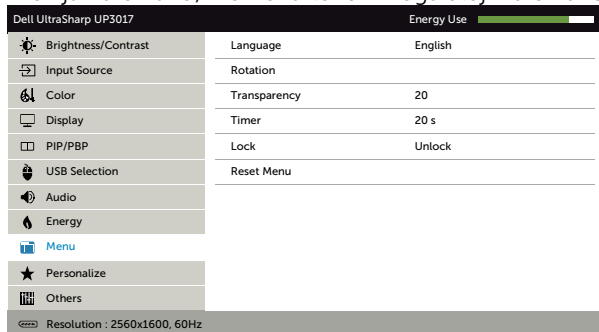 Dell UltraSharp UP3017 Energy Use
Brightness/Contrast Language English
Input Source Rotation
Color Transparency 20
Display Timer 20 s
PIP/PBP Lock Unlock
USB Selection Reset Menu
Audio
Energy
Menu
Personalize
Others
Resolution : 2560x1600, 60Hz